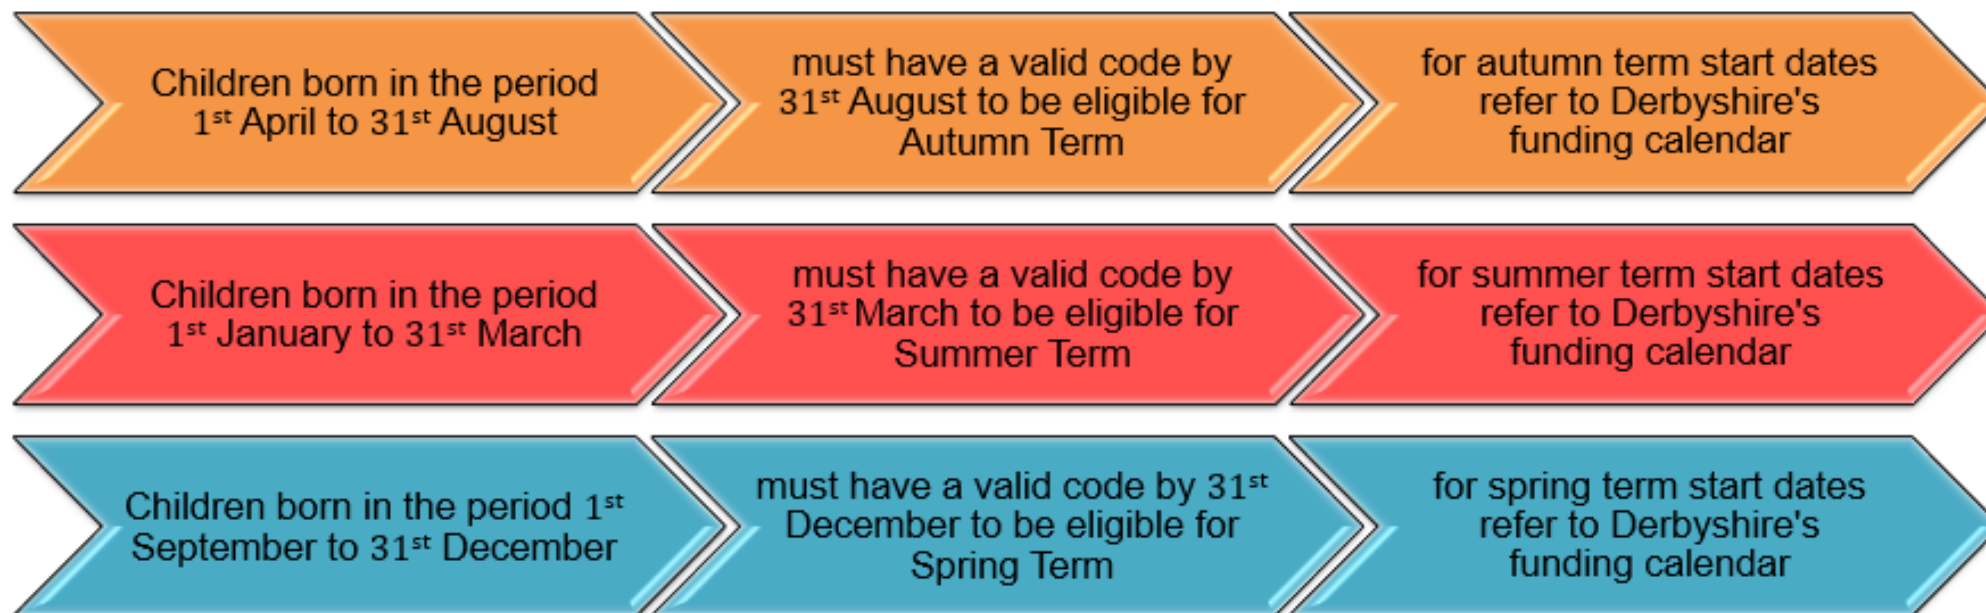 Children born in the period
1st April to 31st August
must have a valid code by
31st August to be eligible for
Autumn Term
for autumn term start dates
refer to Derbyshire's
funding calendar
Children born in the period
1st January to 31st March
must have a valid code by
31st March to be eligible for
Summer Term
for summer term start dates
refer to Derbyshire's
funding calendar
Children born in the period 1st
September to 31st December
must have a valid code by 31st
December to be eligible for
Spring Term
for spring term start dates
refer to Derbyshire's
funding calendar